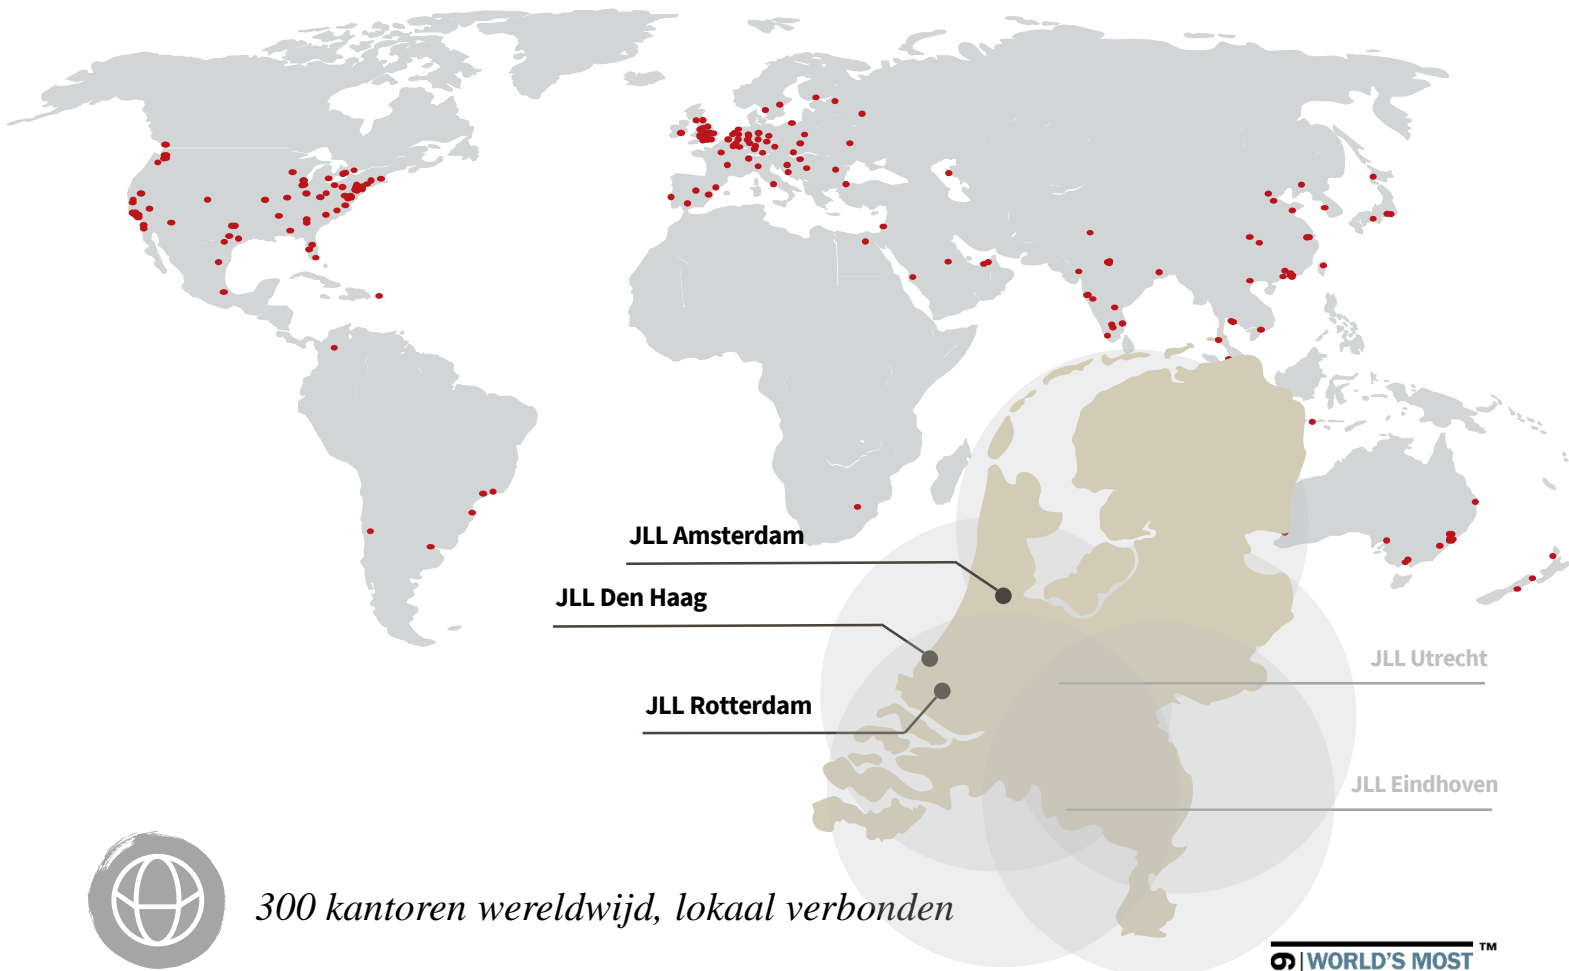 JLL Amsterdam
JLL Den Haag
JLL Utrecht
JLL Rotterdam
JLL Eindhoven
300 kantoren wereldwijd, lokaal verbonden
WORLD'S MOST ™